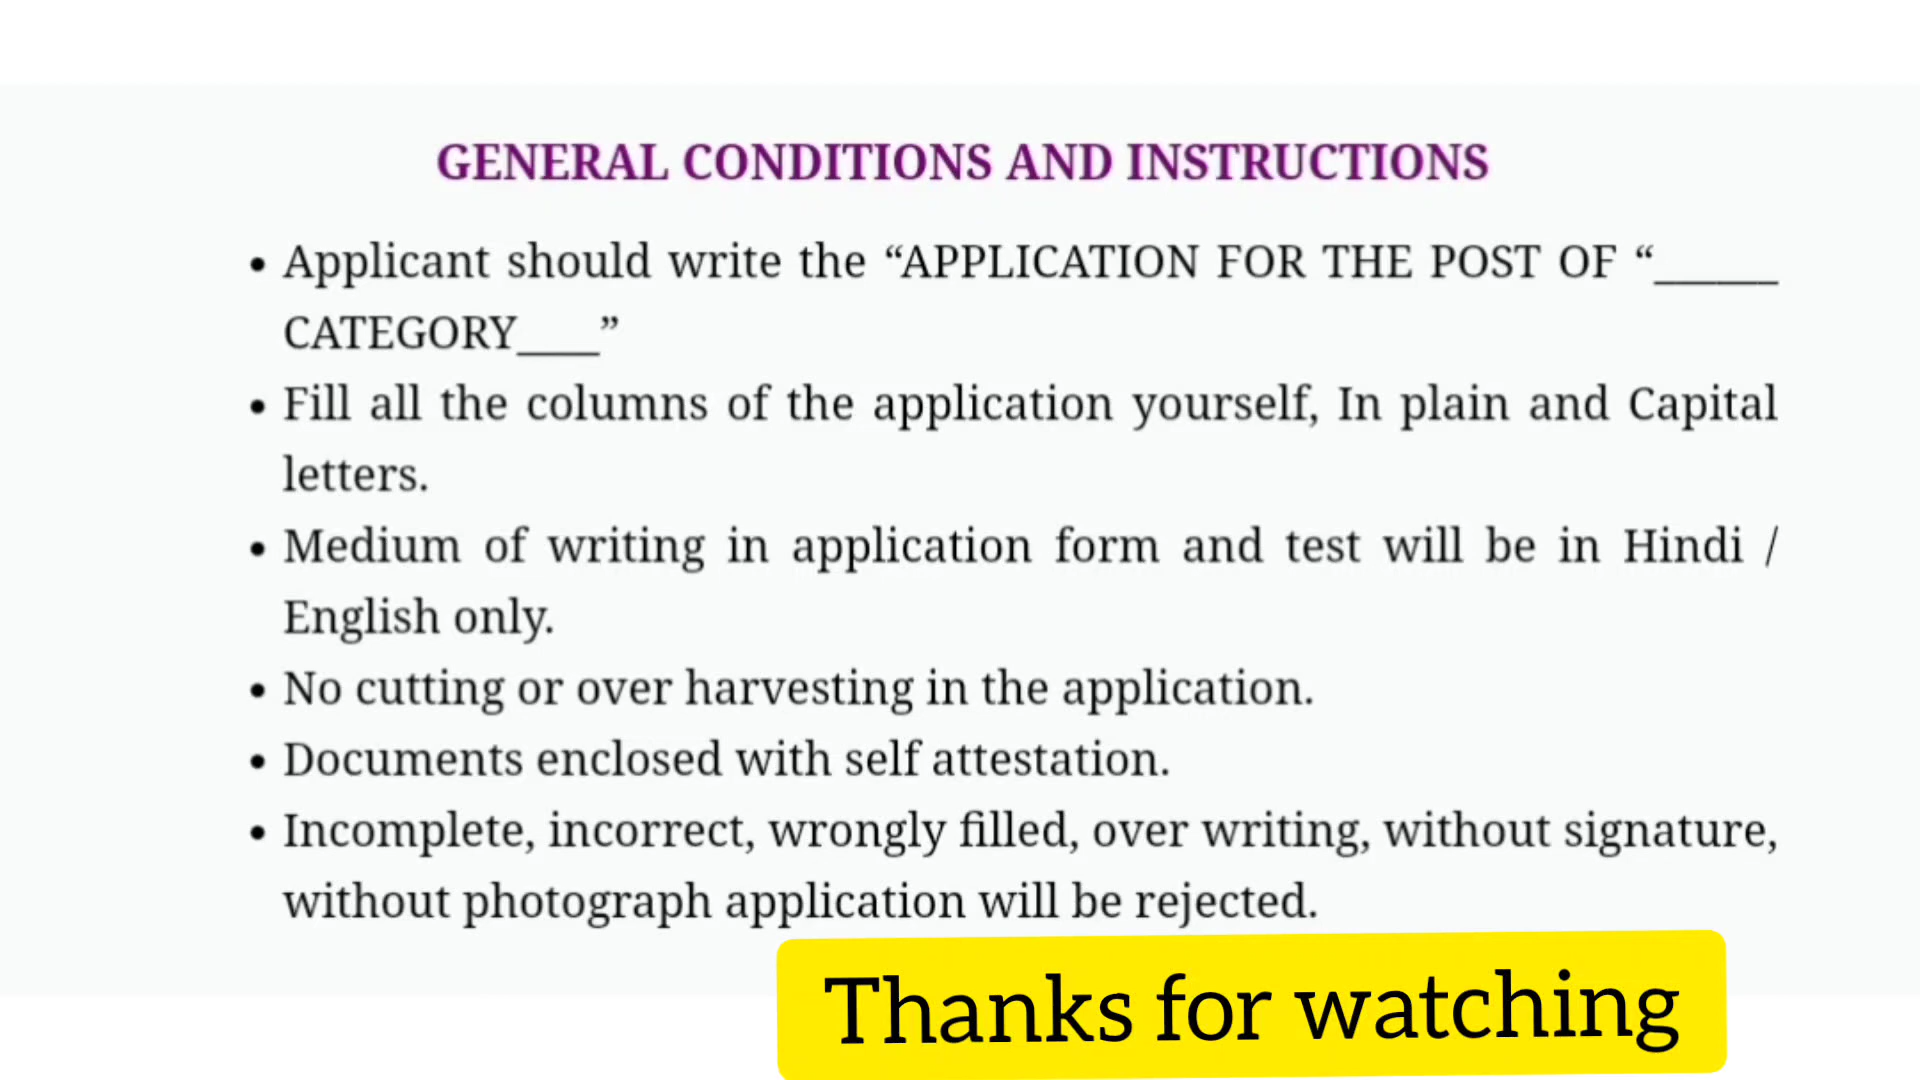 GENERAL CONDITIONS AND INSTRUCTIONS
• Applicant should write the “APPLICATION FOR THE POST OF “______
CATEGORY____”
• Fill all the columns of the application yourself, In plain and Capital
letters.
• Medium of writing in application form and test will be in Hindi /
English only.
• No cutting or over harvesting in the application.
• Documents enclosed with self attestation.
• Incomplete, incorrect, wrongly filled, over writing, without signature,
without photograph application will be rejected.
Thanks for watching